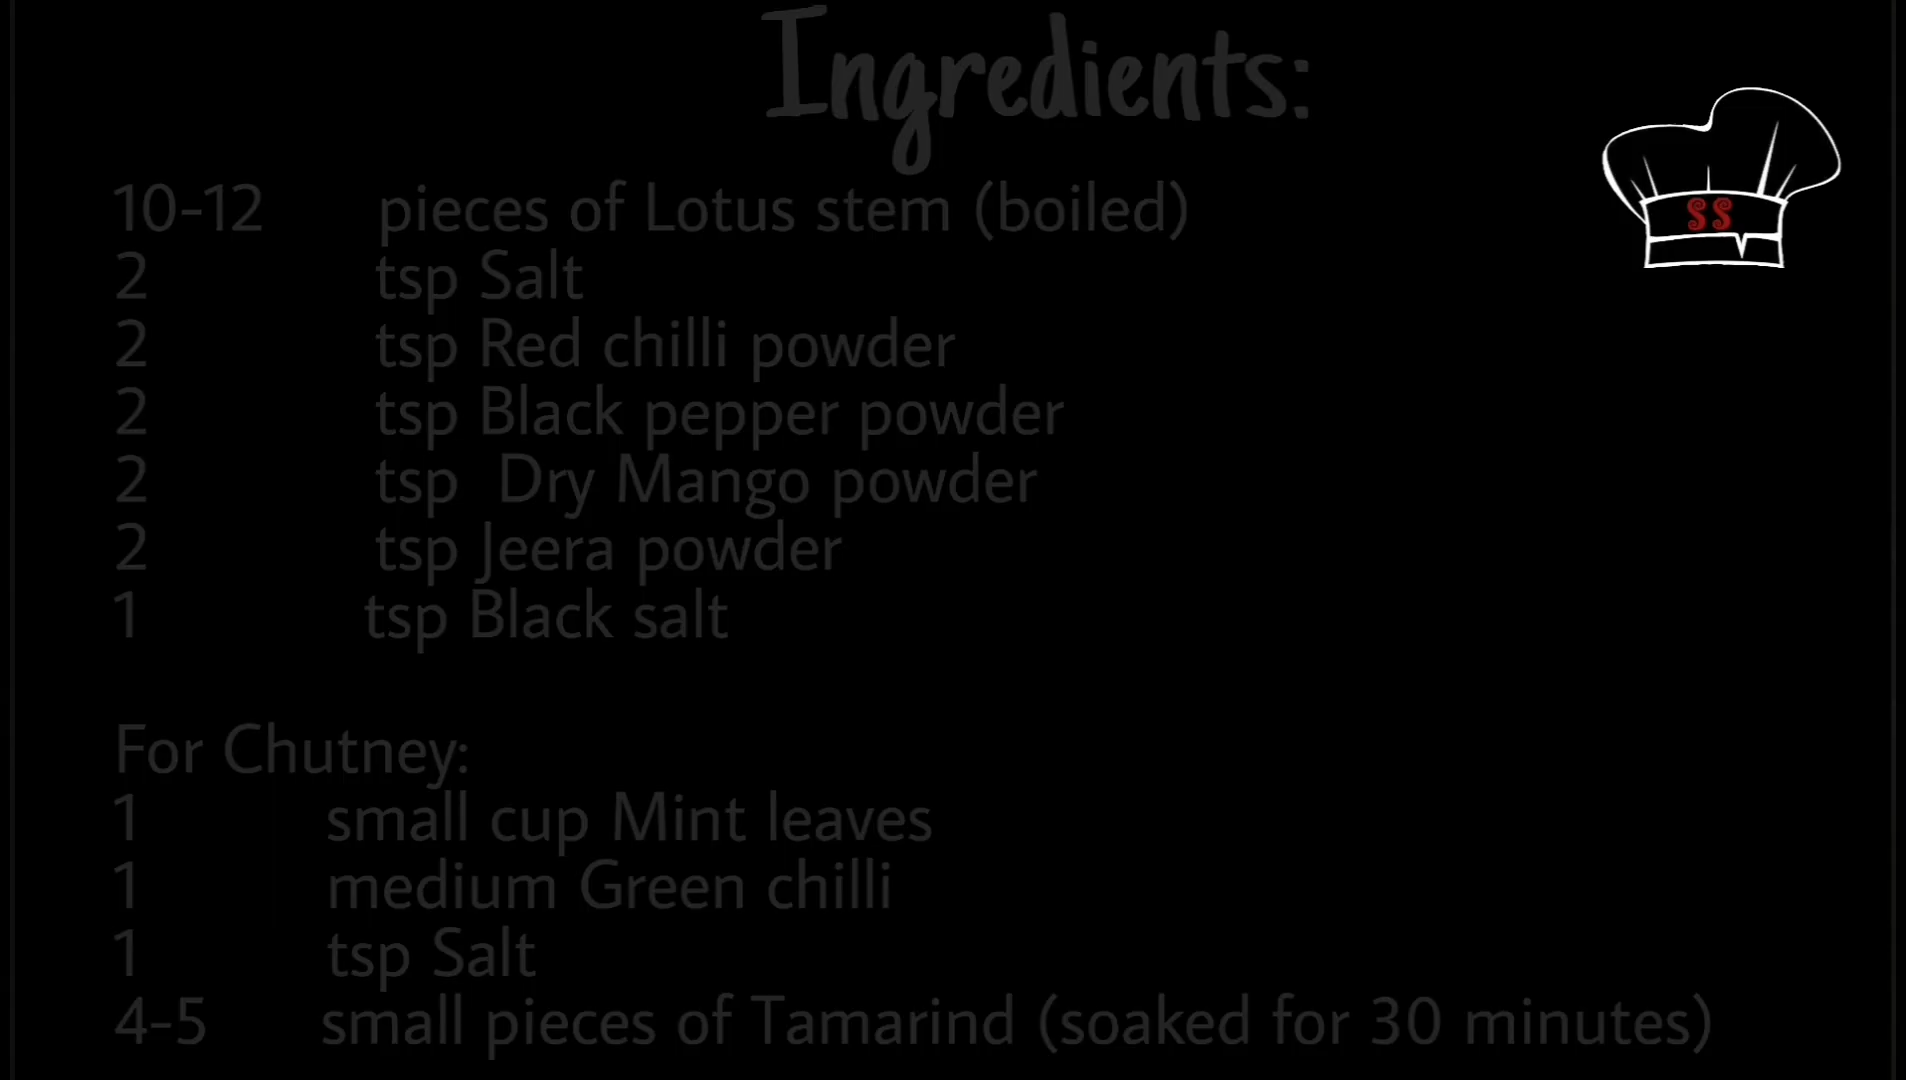 Ingredients:
SS
10-12 pieces of Lotus stem (boiled)
2 tsp Salt
2 tsp Red chilli powder
2 tsp Black pepper powder
2 tsp Dry Mango powder
2 tsp Jeera powder
1 tsp Black salt
For Chutney:
1 small cup Mint leaves
1 medium Green chilli
1 tsp Salt
4-5 small pieces of Tamarind (soaked for 30 minutes)